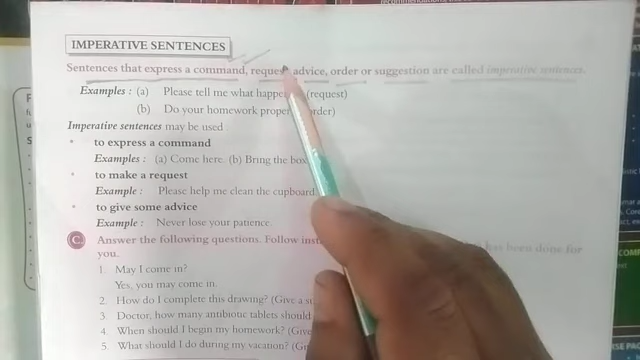 IMPERATIVE SENTENCES
Sentences that express a command, request, advice, order or suggestion are called imperative sentences.
Examples : (a) Please tell me what (request)
(b) Do your homework
Imperative sentences may be used
• to express a command
Examples : (a) Come here. (b) Bring the
• to make a request
Example : Please help me clean the cupboard.
• to give some advice
Example : Never lose your patience.
C. Answer the following questions. Follow has been done for
you.
1. May I come in?
Yes, you may come in.
2. How do I complete this drawing? (Give a
3. Doctor, how many antibiotic tablets should
4. When should I begin my homework? (Give
5. What should I do during my vacation?